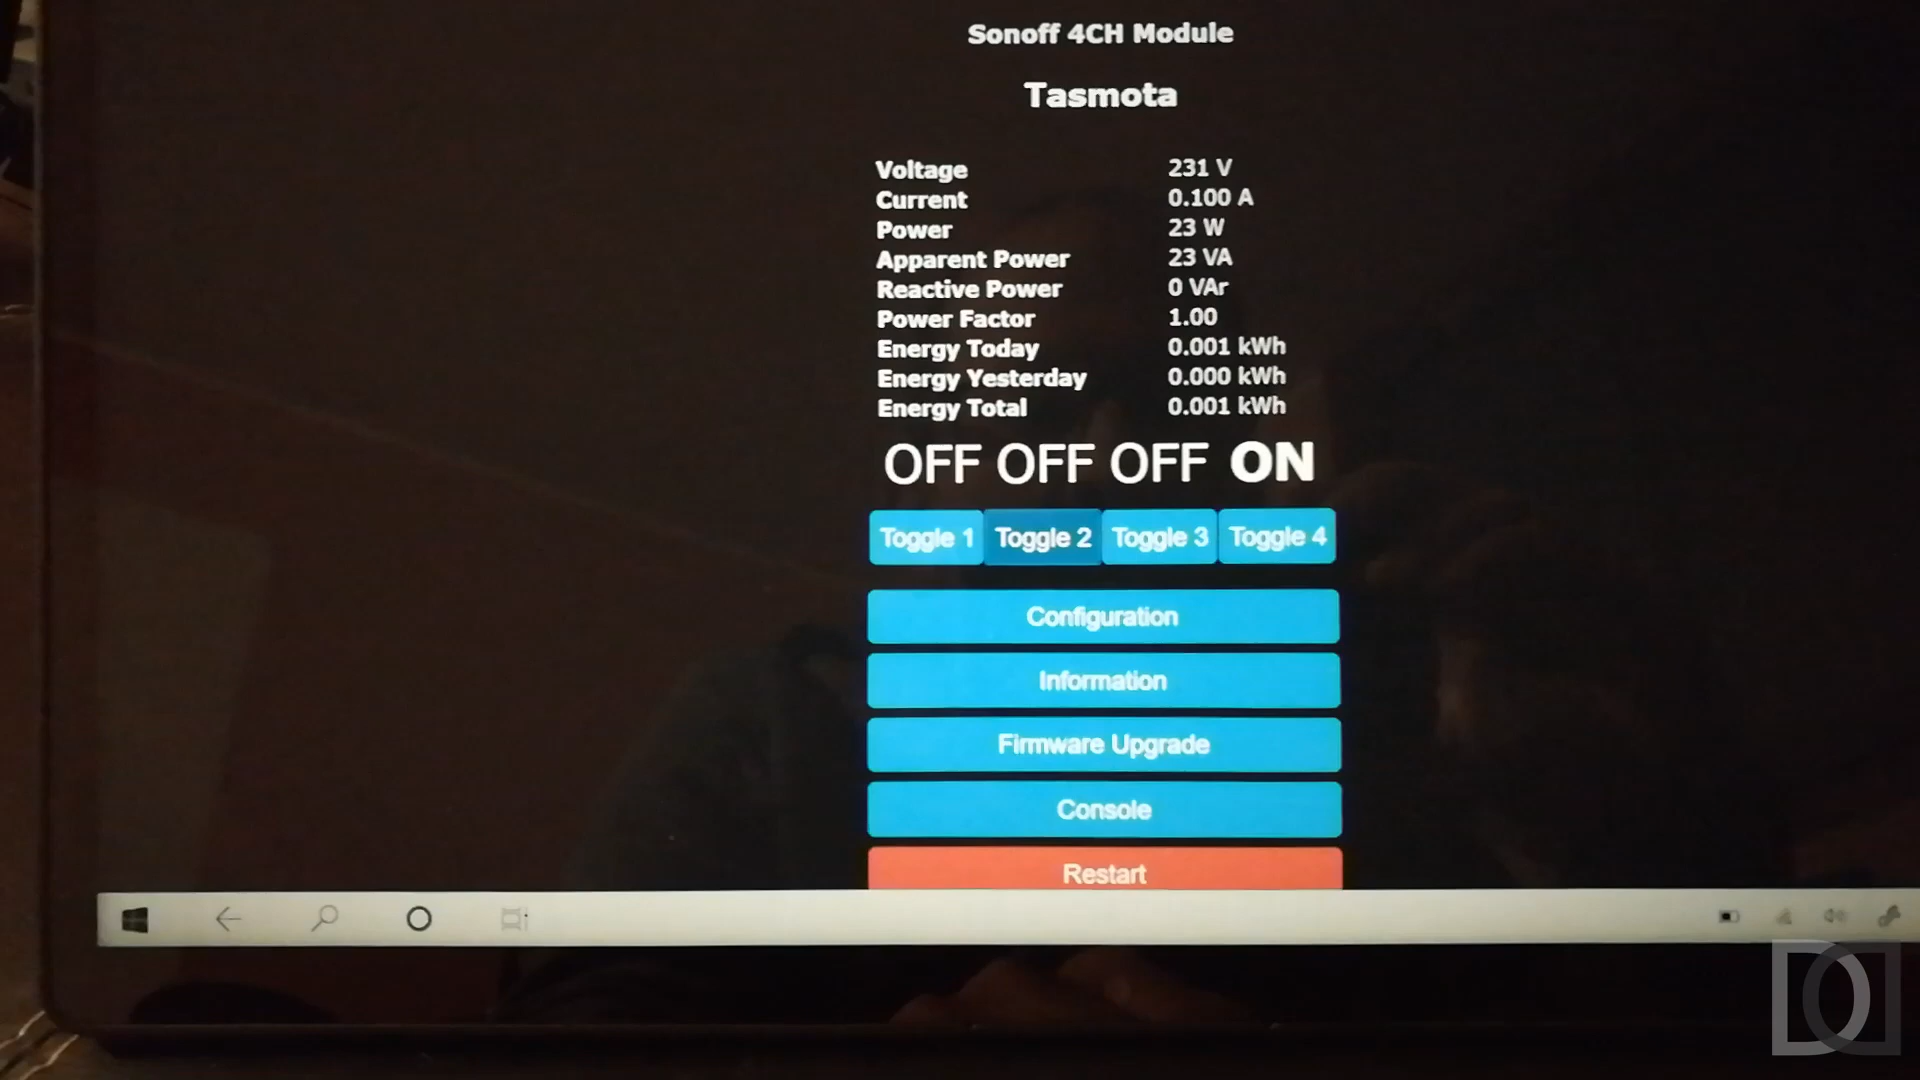 Sonoff 4CH Module
Tasmota
Voltage 231 V
Current 0.100 A
Power 23 W
Apparent Power 23 VA
Reactive Power 0 VAr
Power Factor 1.00
Energy Today 0.001 kWh
Energy Yesterday 0.000 kWh
Energy Total 0.001 kWh
OFF OFF OFF ON
Toggle 1 Toggle 2 Toggle 3 Toggle 4
Configuration
Information
Firmware Upgrade
Console
Restart